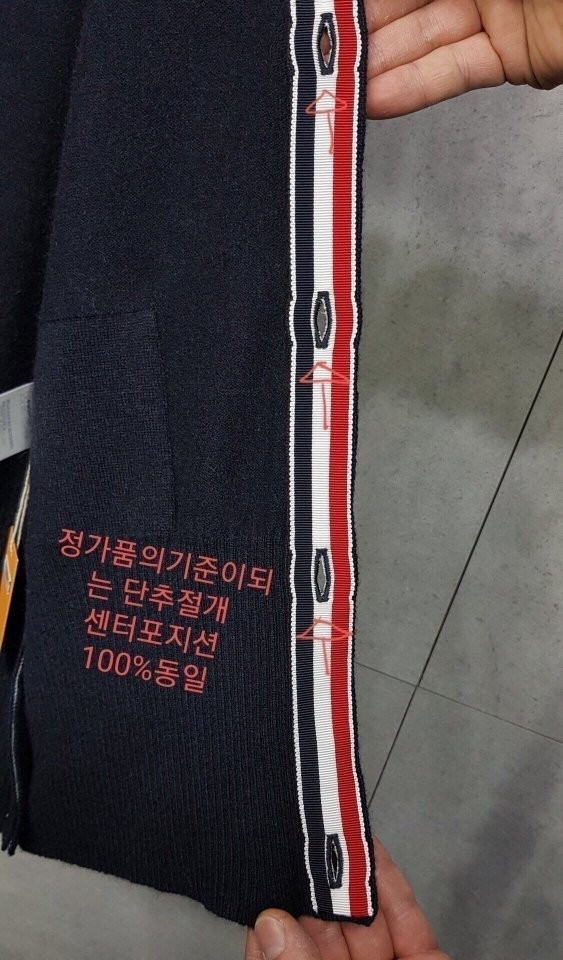 정가품의기준이되
는 단추절개
센터포지션
100%동일